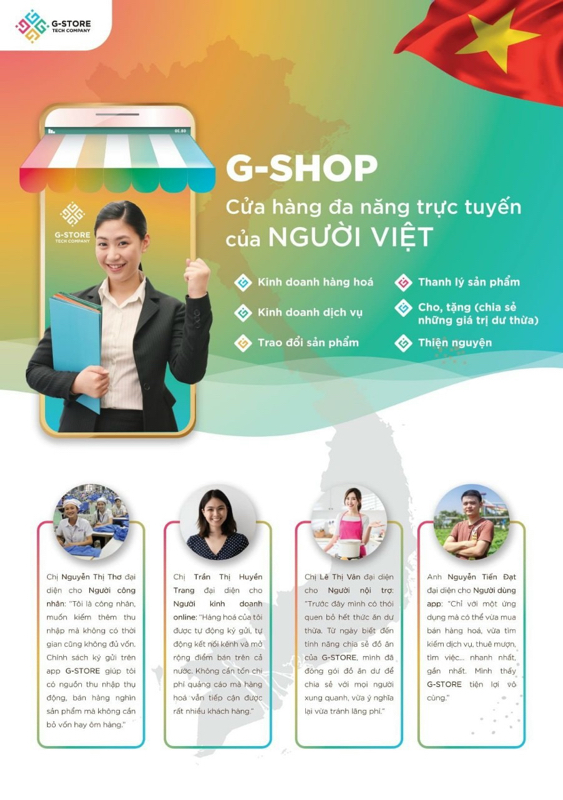 G-STORE
TECH COMPANY
G-STORE
TECH COMPANY
G-SHOP
Cửa hàng đa năng trực tuyến
của NGƯỜI VIỆT
Kinh doanh hàng hoá
Kinh doanh dịch vụ
Trao đổi sản phẩm
Thanh lý sản phẩm
Cho, tặng (chia sẻ
những giá trị dư thừa)
Thiện nguyện
Chị Nguyễn Thị Thơ đại
diện cho Người công
nhân: "Tôi là công nhân,
muốn kiếm thêm thu
nhập mà không có thời
gian cũng không đủ vốn.
Chính sách ký gửi trên
app G-STORE giúp tôi
có nguồn thu nhập thụ
động, bán hàng nghìn
sản phẩm mà không cần
bỏ vốn hay ôm hàng."
Chị Trần Thị Huyền
Trang đại diện cho
Người kinh doanh
online: "Hàng hoá của tôi
được tự động ký gửi, tự
động kết nối kênh và mở
rộng điểm bán trên cả
nước. Không cần tốn chi
phí quảng cáo mà hàng
hoá vẫn tiếp cận được
rất nhiều khách hàng."
Chị Lê Thị Vân đại diện
cho Người nội trợ:
"Trước đây mình có thói
quen bỏ hết thức ăn dư
thừa. Từ ngày biết đến
tính năng chia sẻ đồ ăn
của G-STORE, mình đã
đóng gói đồ ăn dư để
chia sẻ với mọi người
xung quanh, vừa ý nghĩa
lại vừa tránh lãng phí."
Anh Nguyễn Tiến Đạt
đại diện cho Người dùng
app: "Chỉ với một ứng
dụng mà có thể vừa mua
bán hàng hoá, vừa tìm
kiếm dịch vụ, thuê mượn,
tìm việc... nhanh nhất,
gần nhất. Mình thấy
G-STORE tiện lợi vô
cùng."